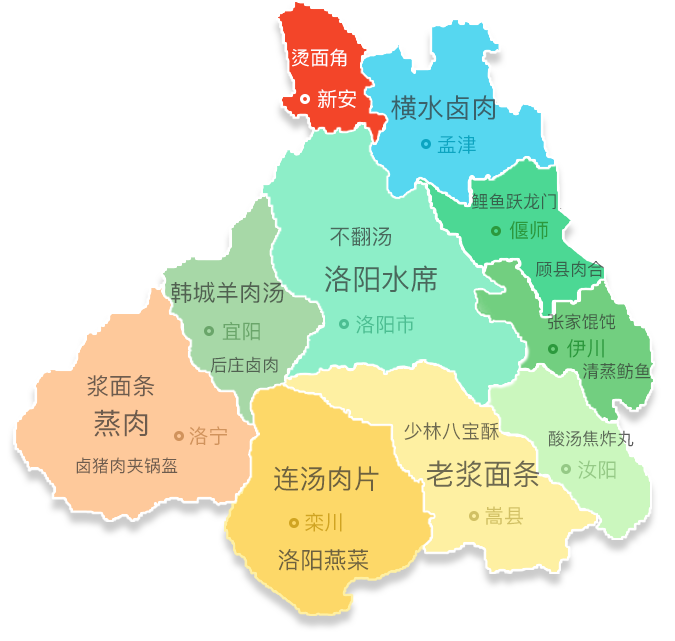 烫面角
新安
横水卤肉
孟津
鲤鱼跃龙门
偃师
顾县肉合
不翻汤
洛阳水席
洛阳市
韩城羊肉汤
宜阳
后庄卤肉
张家馄饨
伊川
清蒸鲂鱼
浆面条
蒸肉
洛宁
卤猪肉夹锅盔
少林八宝酥
老浆面条
嵩县
酸汤焦炸丸
汝阳
连汤肉片
栾川
洛阳燕菜